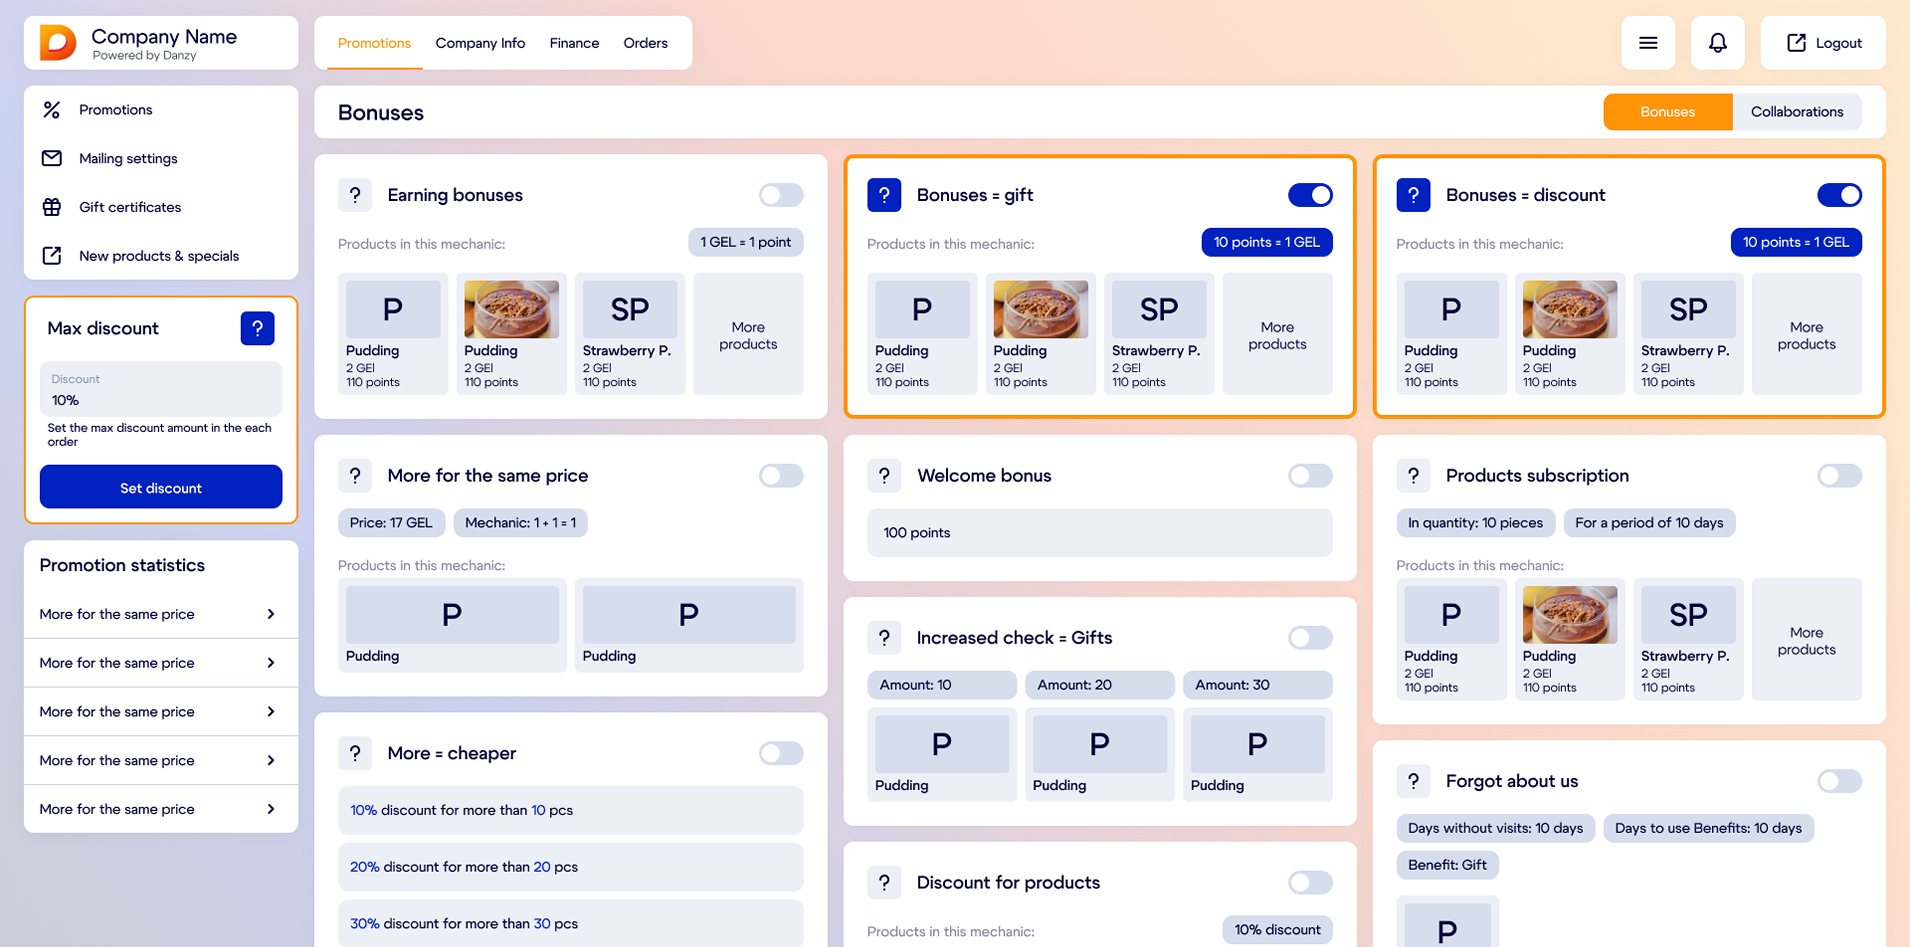 Company Name
Powered by Danzy
Promotions
Company Info
Finance
Orders
Logout
Promotions
Mailing settings
Gift certificates
New products & specials
Max discount
?
Discount
10%
Set the max discount amount in the each
order
Set discount
Promotion statistics
More for the same price
More for the same price
More for the same price
More for the same price
More for the same price
Bonuses
Bonuses
Collaborations
?
Earning bonuses
Products in this mechanic:
1 GEL = 1 point
P
Pudding
2 GEl
110 points
Pudding
2 GEl
110 points
SP
Strawberry P.
2 GEl
110 points
More
products
?
Bonuses = gift
Products in this mechanic:
10 points = 1 GEL
P
Pudding
2 GEl
110 points
Pudding
2 GEl
110 points
SP
Strawberry P.
2 GEl
110 points
More
products
?
Bonuses = discount
Products in this mechanic:
10 points = 1 GEL
P
Pudding
2 GEl
110 points
Pudding
2 GEl
110 points
SP
Strawberry P.
2 GEl
110 points
More
products
?
More for the same price
Price: 17 GEL
Mechanic: 1 + 1 = 1
Products in this mechanic:
P
Pudding
P
Pudding
?
More = cheaper
10% discount for more than 10 pcs
20% discount for more than 20 pcs
30% discount for more than 30 pcs
?
Welcome bonus
100 points
?
Increased check = Gifts
Amount: 10
Amount: 20
Amount: 30
P
Pudding
P
Pudding
P
Pudding
?
Discount for products
Products in this mechanic:
10% discount
?
Products subscription
In quantity: 10 pieces
For a period of 10 days
Products in this mechanic:
P
Pudding
2 GEl
110 points
Pudding
2 GEl
110 points
SP
Strawberry P.
2 GEl
110 points
More
products
?
Forgot about us
Days without visits: 10 days
Days to use Benefits: 10 days
Benefit: Gift
P